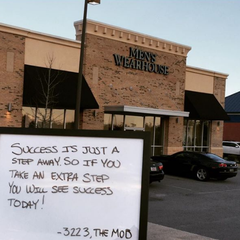 MEN'S
WEARHOUSE
SUCCESS IS JUST A
STEP AWAY. SO IF YOU
TAKE AN EXTRA STEP
YOU WILL SEE SUCCESS
TODAY!
-3223, THE MOB